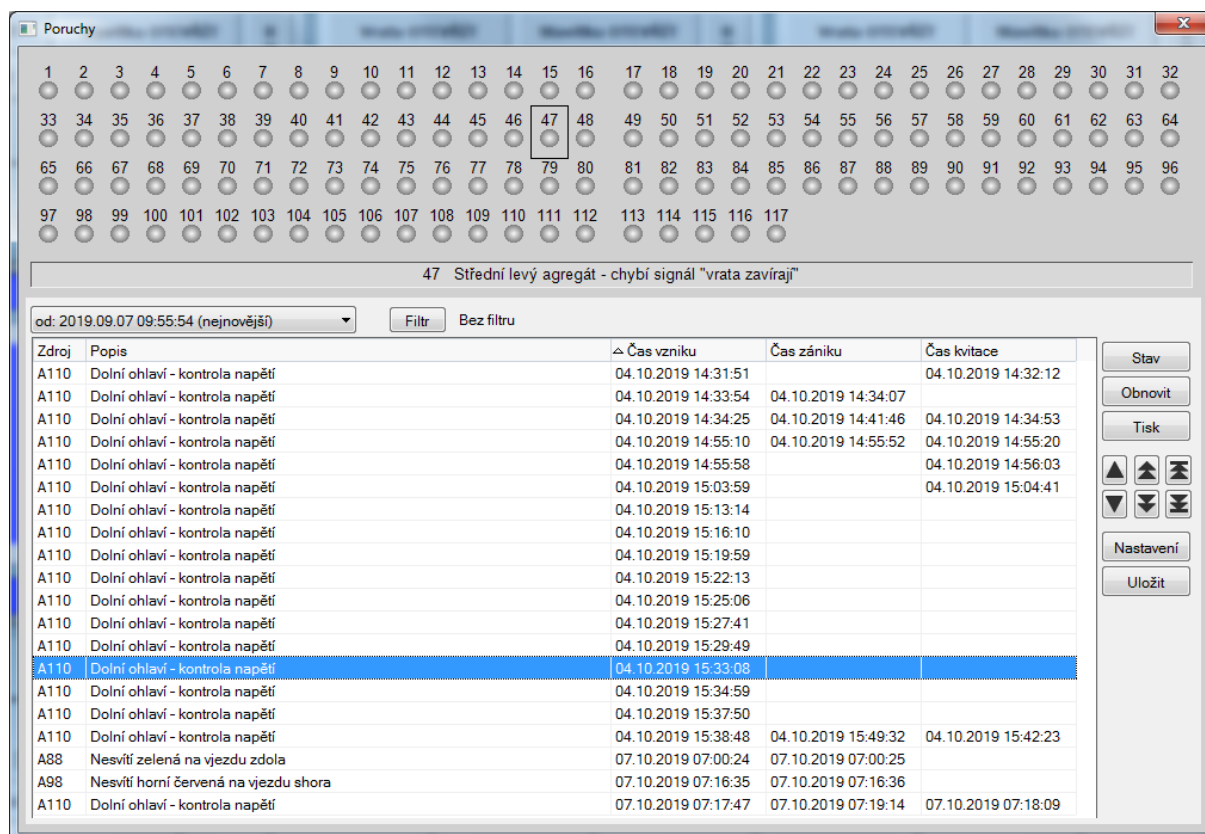 Poruchy
1 2 3 4 5 6 7 8 9 10 11 12 13 14 15 16 17 18 19 20 21 22 23 24 25 26 27 28 29 30 31 32
33 34 35 36 37 38 39 40 41 42 43 44 45 46 47 48 49 50 51 52 53 54 55 56 57 58 59 60 61 62 63 64
65 66 67 68 69 70 71 72 73 74 75 76 77 78 79 80 81 82 83 84 85 86 87 88 89 90 91 92 93 94 95 96
97 98 99 100 101 102 103 104 105 106 107 108 109 110 111 112 113 114 115 116 117
47 Střední levý agregát - chybí signál "vrata zavírají"
od: 2019.09.07 09:55:54 (nejnovější) Filtr Bez filtru
Zdroj Popis Čas vzniku Čas zániku Čas kvitace
A110 Dolní ohlaví - kontrola napětí 04.10.2019 14:31:51 04.10.2019 14:32:12
A110 Dolní ohlaví - kontrola napětí 04.10.2019 14:33:54 04.10.2019 14:34:07
A110 Dolní ohlaví - kontrola napětí 04.10.2019 14:34:25 04.10.2019 14:41:46 04.10.2019 14:34:53
A110 Dolní ohlaví - kontrola napětí 04.10.2019 14:55:10 04.10.2019 14:55:52 04.10.2019 14:55:20
A110 Dolní ohlaví - kontrola napětí 04.10.2019 14:55:58 04.10.2019 14:56:03
A110 Dolní ohlaví - kontrola napětí 04.10.2019 15:03:59 04.10.2019 15:04:41
A110 Dolní ohlaví - kontrola napětí 04.10.2019 15:13:14
A110 Dolní ohlaví - kontrola napětí 04.10.2019 15:16:10
A110 Dolní ohlaví - kontrola napětí 04.10.2019 15:19:59
A110 Dolní ohlaví - kontrola napětí 04.10.2019 15:22:13
A110 Dolní ohlaví - kontrola napětí 04.10.2019 15:25:06
A110 Dolní ohlaví - kontrola napětí 04.10.2019 15:27:41
A110 Dolní ohlaví - kontrola napětí 04.10.2019 15:29:49
A110 Dolní ohlaví - kontrola napětí 04.10.2019 15:33:08
A110 Dolní ohlaví - kontrola napětí 04.10.2019 15:34:59
A110 Dolní ohlaví - kontrola napětí 04.10.2019 15:37:50
A110 Dolní ohlaví - kontrola napětí 04.10.2019 15:38:48 04.10.2019 15:49:32 04.10.2019 15:42:23
A88 Nesvítí zelená na vjezdu zdola 07.10.2019 07:00:24 07.10.2019 07:00:25
A98 Nesvítí horní červená na vjezdu shora 07.10.2019 07:16:35 07.10.2019 07:16:36
A110 Dolní ohlaví - kontrola napětí 07.10.2019 07:17:47 07.10.2019 07:19:14 07.10.2019 07:18:09
Stav
Obnovit
Tisk
Nastavení
Uložit